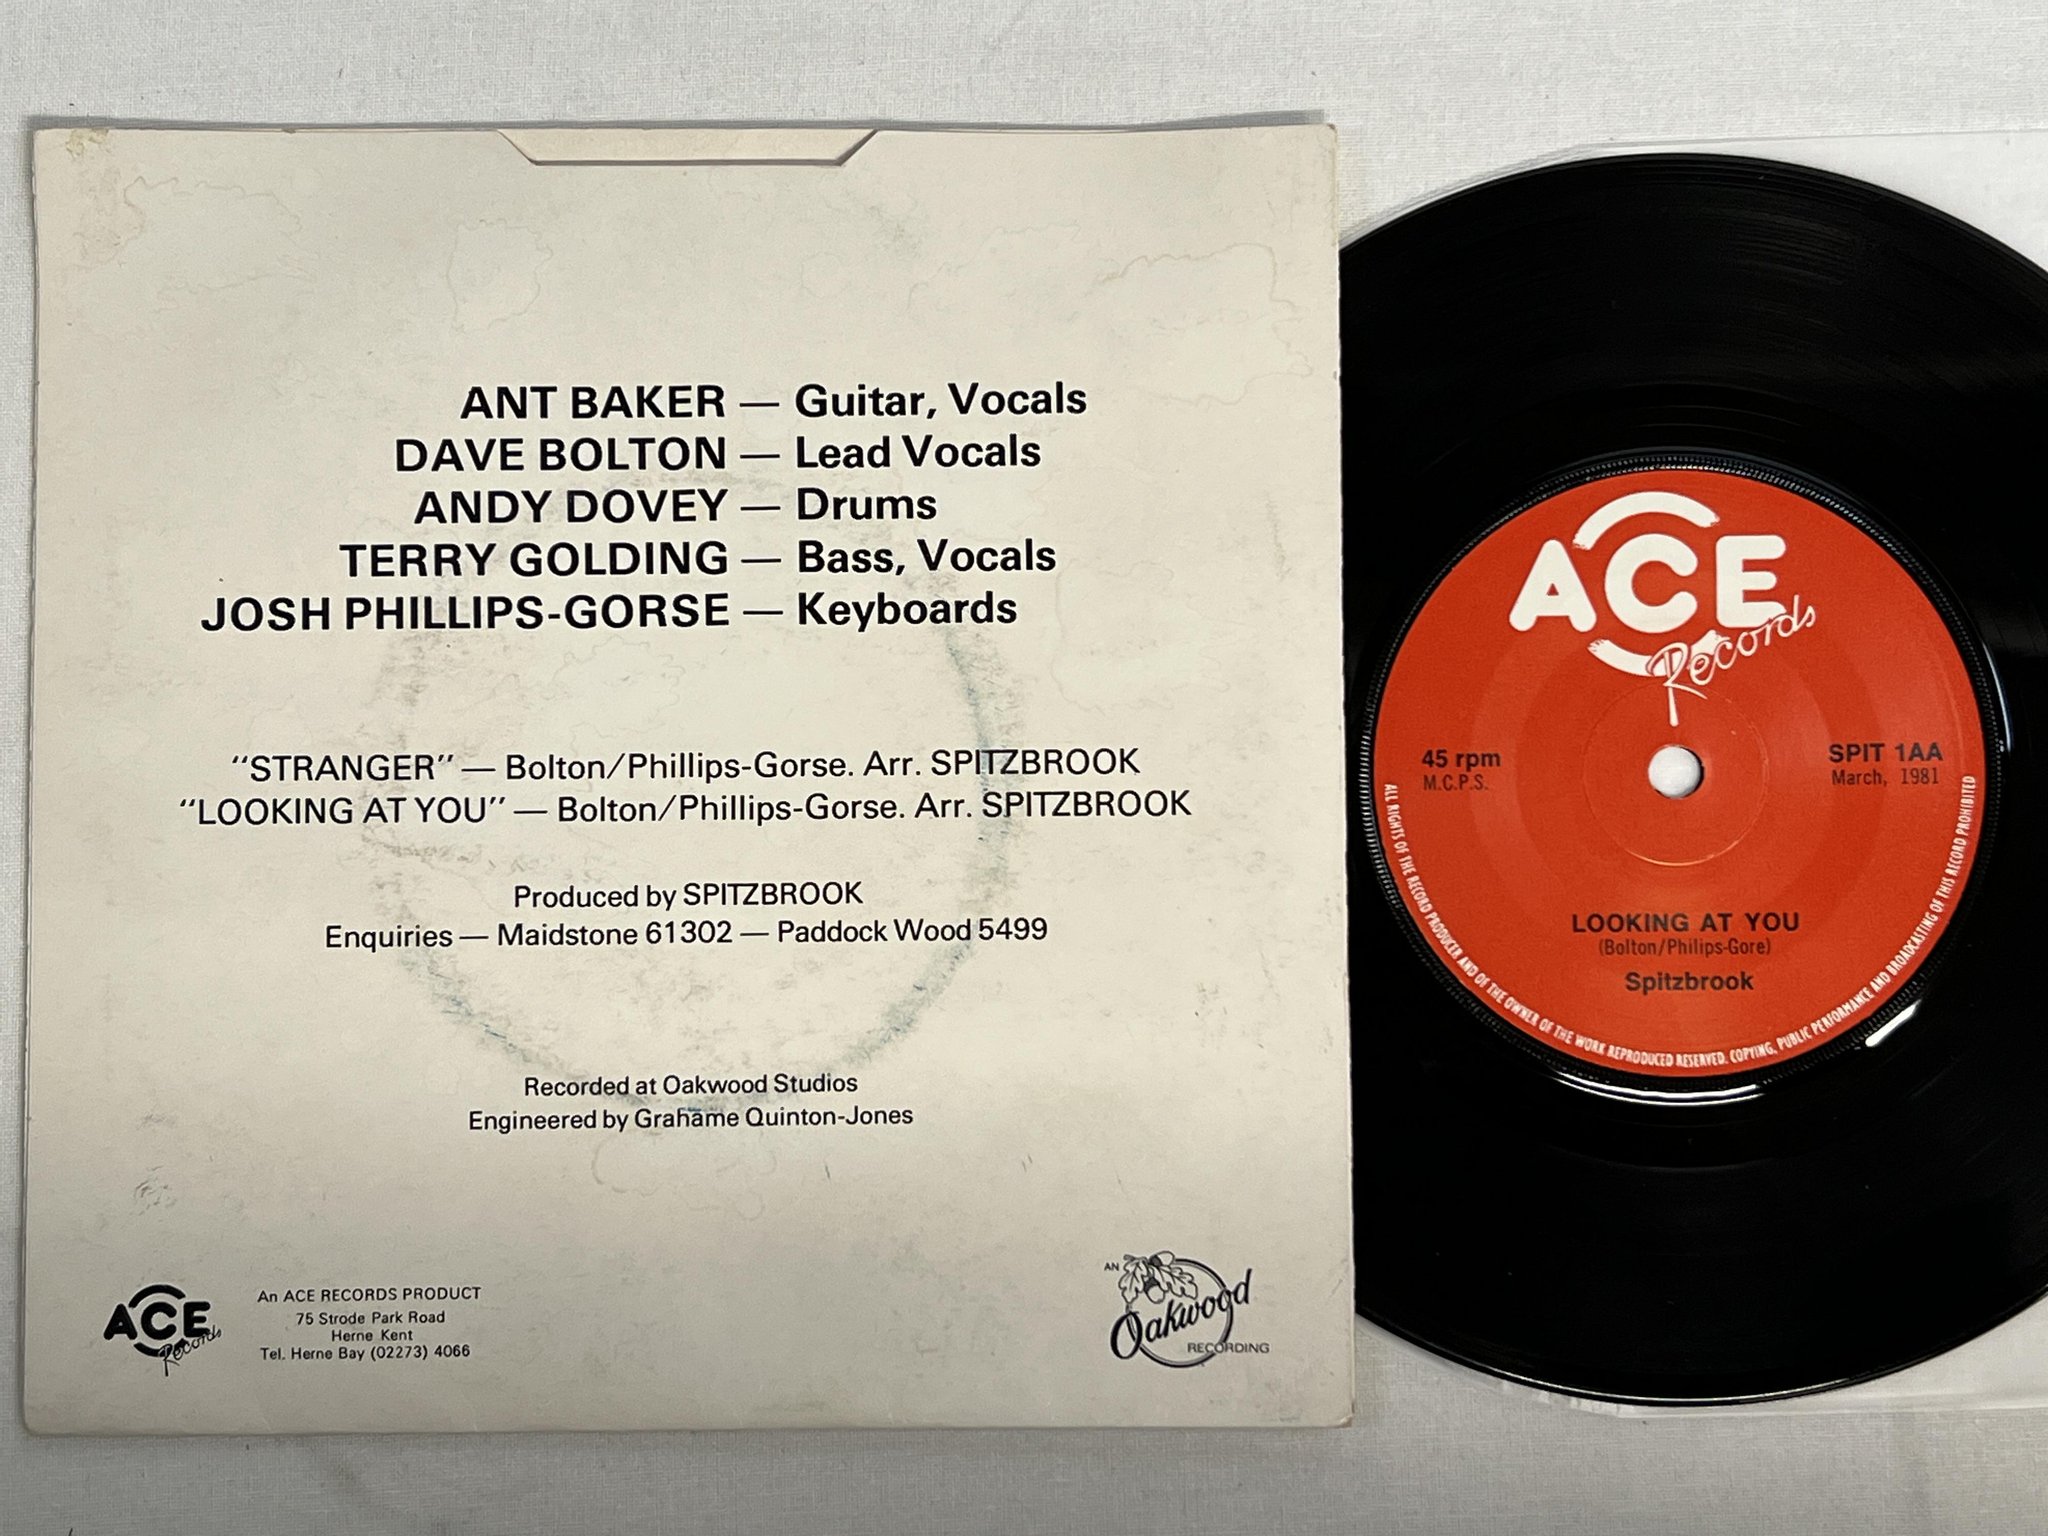 ANT BAKER — Guitar, Vocals
DAVE BOLTON — Lead Vocals
ANDY DOVEY — Drums
TERRY GOLDING — Bass, Vocals
JOSH PHILLIPS-GORSE — Keyboards
"STRANGER" — Bolton/Phillips-Gorse. Arr. SPITZBROOK
"LOOKING AT YOU" — Bolton/Phillips-Gorse. Arr. SPITZBROOK
Produced by SPITZBROOK
Enquiries — Maidstone 61302 — Paddock Wood 5499
Recorded at Oakwood Studios
Engineered by Grahame Quinton-Jones
ACE
Records
An ACE RECORDS PRODUCT
75 Strode Park Road
Herne Kent
Tel. Herne Bay (02273) 4066
AN
Oakwood
RECORDING
ACE
Records
45 rpm
M.C.P.S.
SPIT 1AA
March, 1981
LOOKING AT YOU
(Bolton/Philips-Gore)
Spitzbrook
ALL RIGHTS OF THE RECORD PRODUCER AND OF THE OWNER OF THE WORK REPRODUCED RESERVED. COPYING, PUBLIC PERFORMANCE AND BROADCASTING OF THIS RECORD PROHIBITED